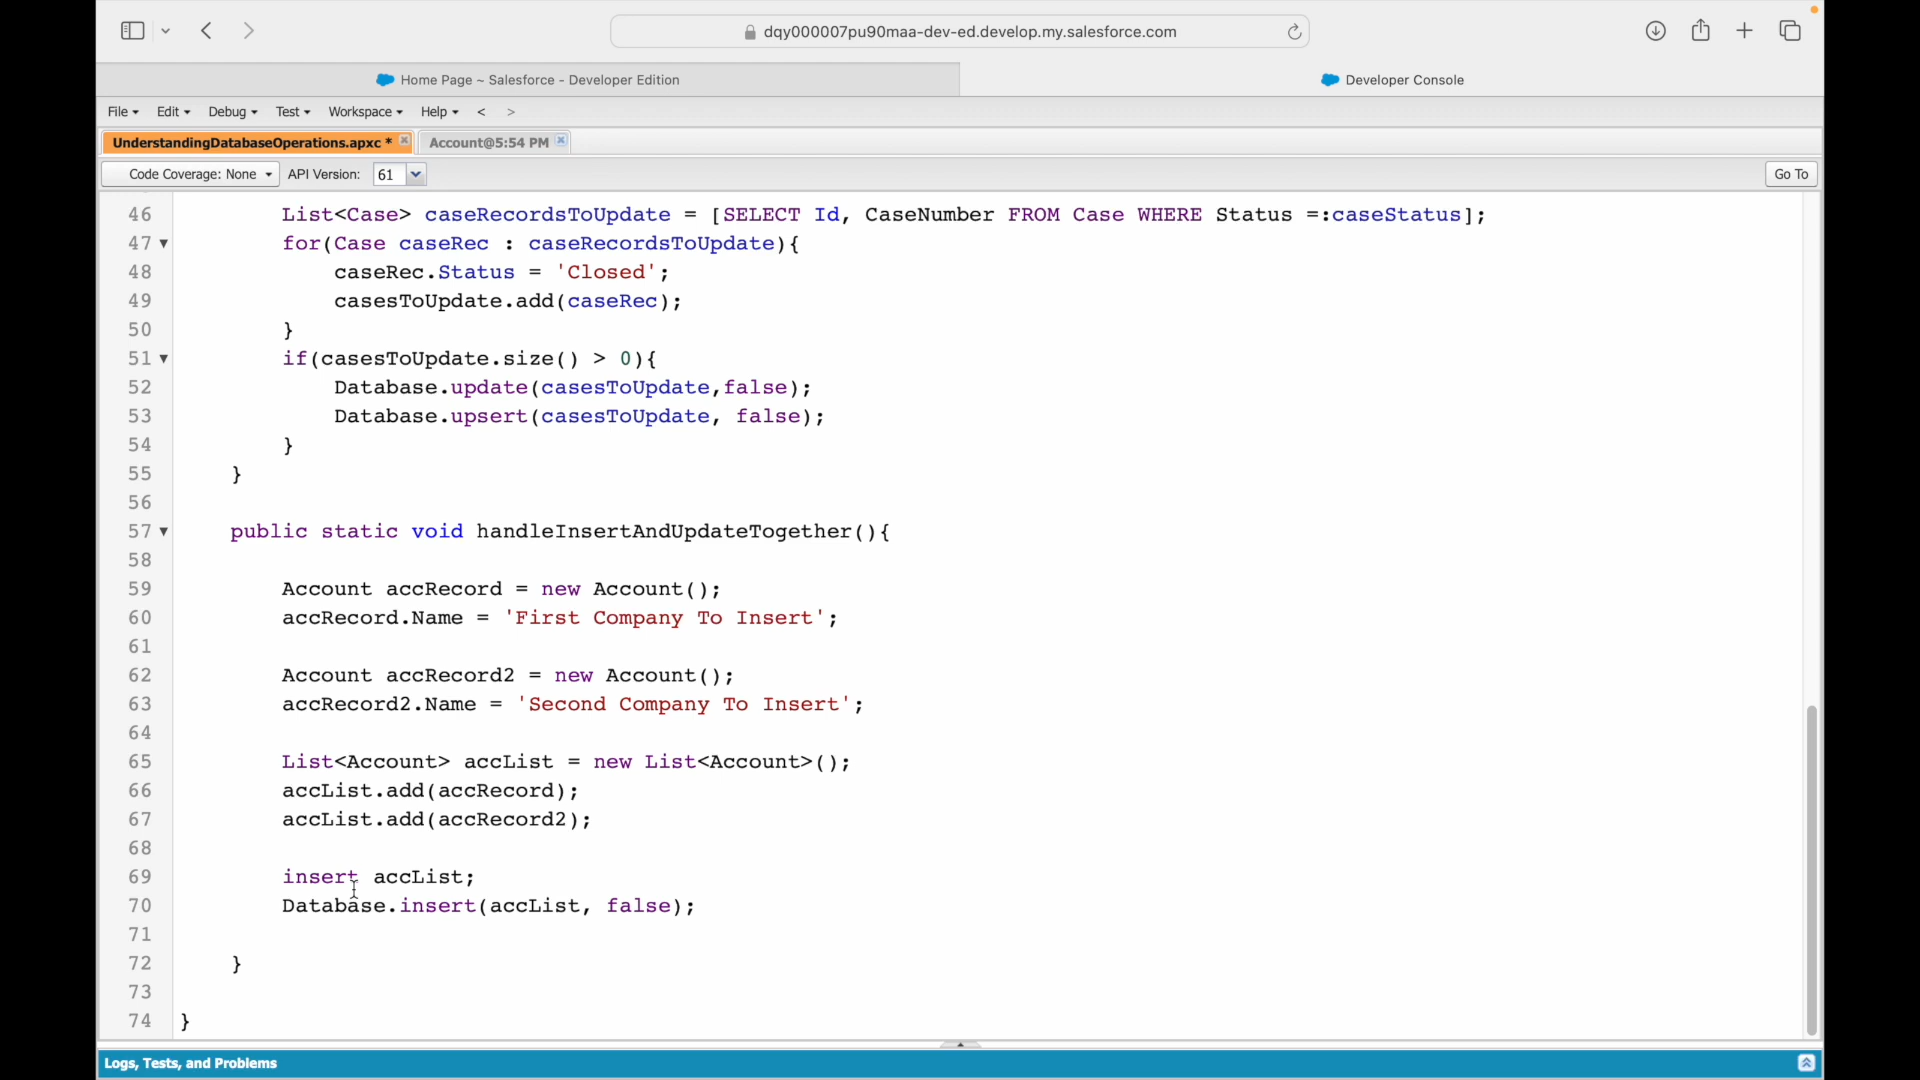 dqy000007pu90maa-dev-ed.develop.my.salesforce.com
Home Page ~ Salesforce - Developer Edition
Developer Console
File Edit Debug Test Workspace Help < >
UnderstandingDatabaseOperations.apxc *
Account@5:54 PM
Code Coverage: None API Version: 61 Go To
46 List<Case> caseRecordsToUpdate = [SELECT Id, CaseNumber FROM Case WHERE Status =:caseStatus];
47 for(Case caseRec : caseRecordsToUpdate){
48 caseRec.Status = 'Closed';
49 casesToUpdate.add(caseRec);
50 }
51 if(casesToUpdate.size() > 0){
52 Database.update(casesToUpdate,false);
53 Database.upsert(casesToUpdate, false);
54 }
55 }
56
57 public static void handleInsertAndUpdateTogether(){
58
59 Account accRecord = new Account();
60 accRecord.Name = 'First Company To Insert';
61
62 Account accRecord2 = new Account();
63 accRecord2.Name = 'Second Company To Insert';
64
65 List<Account> accList = new List<Account>();
66 accList.add(accRecord);
67 accList.add(accRecord2);
68
69 insert accList;
70 Database.insert(accList, false);
71
72 }
73
74 }
Logs, Tests, and Problems